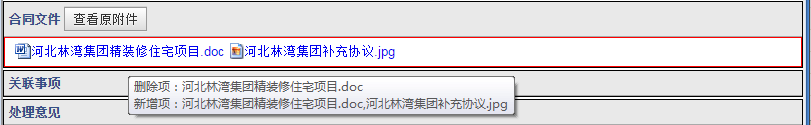 合同文件 查看原附件
河北林湾集团精装修住宅项目.doc 河北林湾集团补充协议.jpg
关联事项
删除项：河北林湾集团精装修住宅项目.doc
新增项：河北林湾集团精装修住宅项目.doc,河北林湾集团补充协议.jpg
处理意见